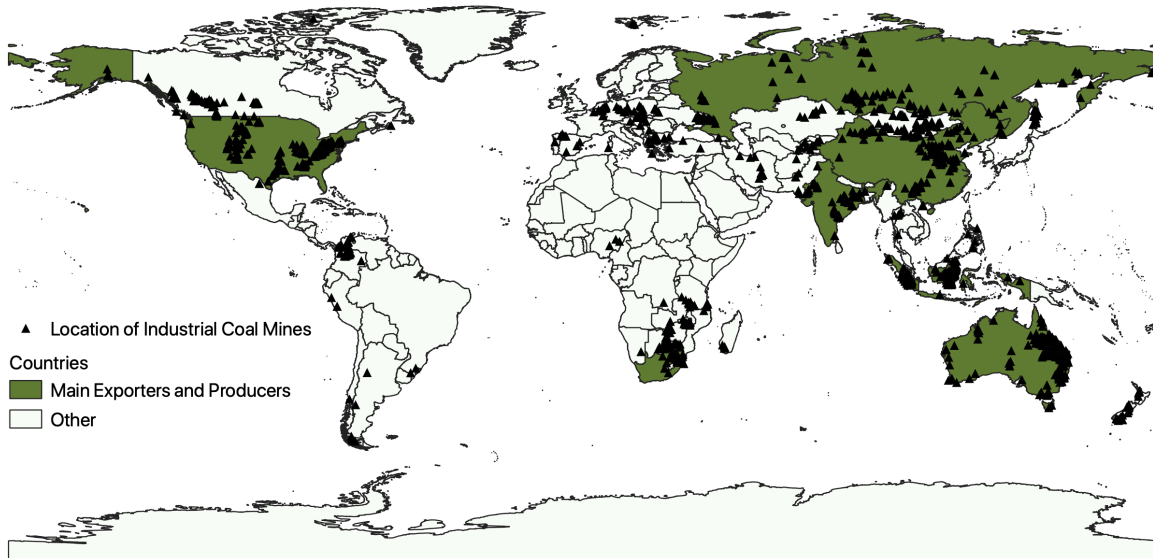 Location of Industrial Coal Mines
Countries
Main Exporters and Producers
Other